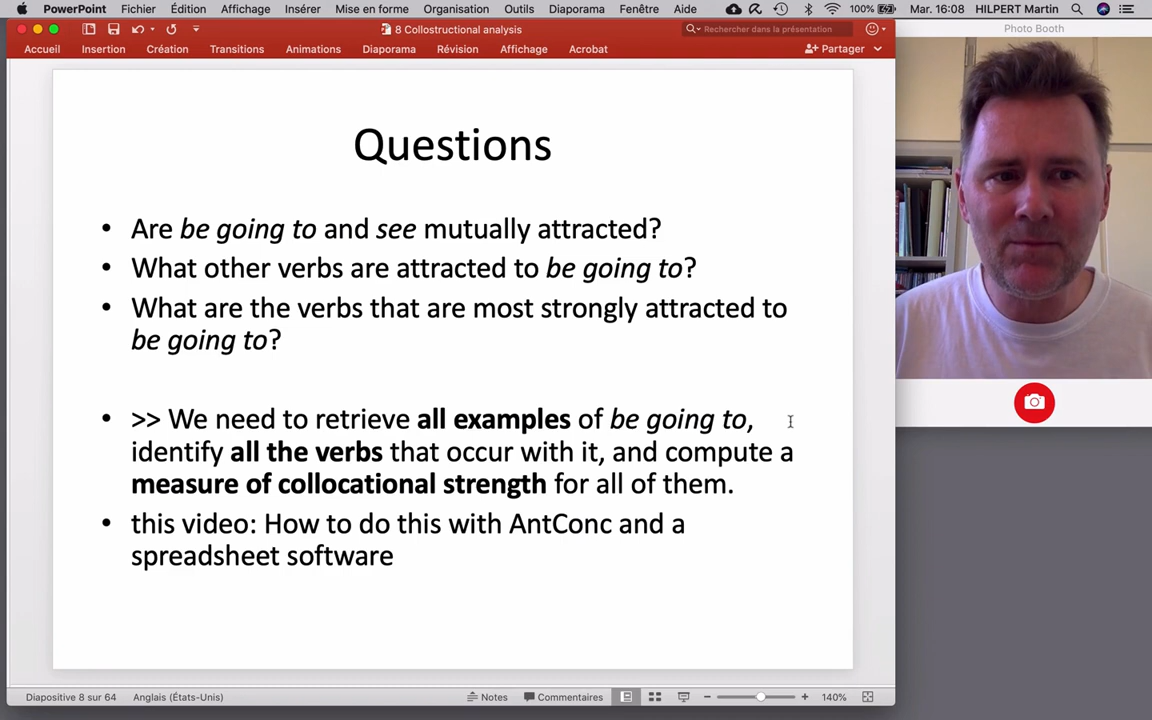 PowerPoint Fichier Édition Affichage Insérer Mise en forme Organisation Outils Diaporama Fenêtre Aide 100% Mar. 16:08 HILPERT Martin
8 Collostructional analysis
Rechercher dans la présentation
Photo Booth
Accueil Insertion Création Transitions Animations Diaporama Révision Affichage Acrobat Partager
Questions
• Are be going to and see mutually attracted?
• What other verbs are attracted to be going to?
• What are the verbs that are most strongly attracted to
be going to?
• >> We need to retrieve all examples of be going to,
identify all the verbs that occur with it, and compute a
measure of collocational strength for all of them.
• this video: How to do this with AntConc and a
spreadsheet software
Diapositive 8 sur 64 Anglais (États-Unis) Notes Commentaires 140%